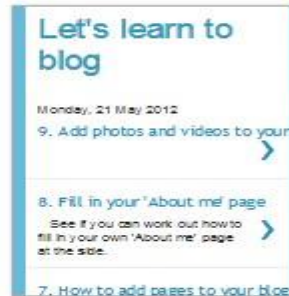 Let's learn to
blog
Monday, 21 May 2012
9. Add photos and videos to your
8. Fill in your 'About me' page
See if you can work out how to
fill in your own 'About me' page
at the side.
7. How to add pages to your blog